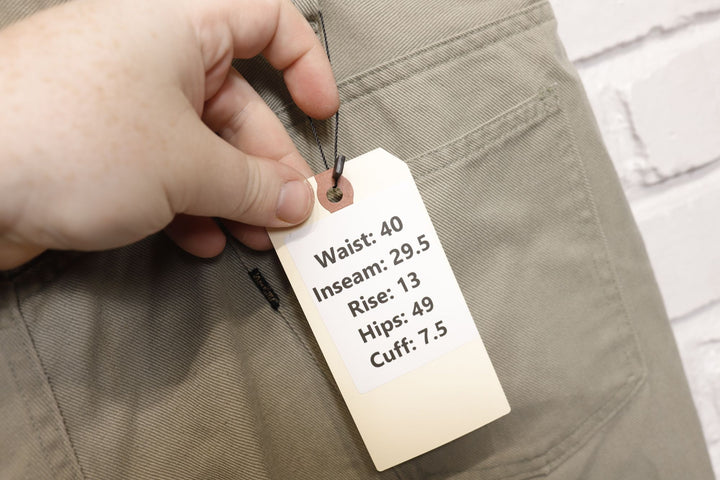 Waist: 40
Inseam: 29.5
Rise: 13
Hips: 49
Cuff: 7.5